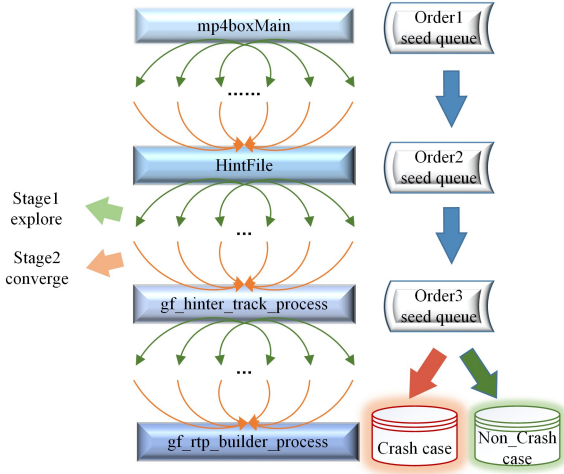 mp4boxMain
Order1
seed queue
......
HintFile
Order2
seed queue
Stage1
explore
...
Stage2
converge
gf_hinter_track_process
Order3
seed queue
...
gf_rtp_builder_process
Crash case
Non_Crash
case